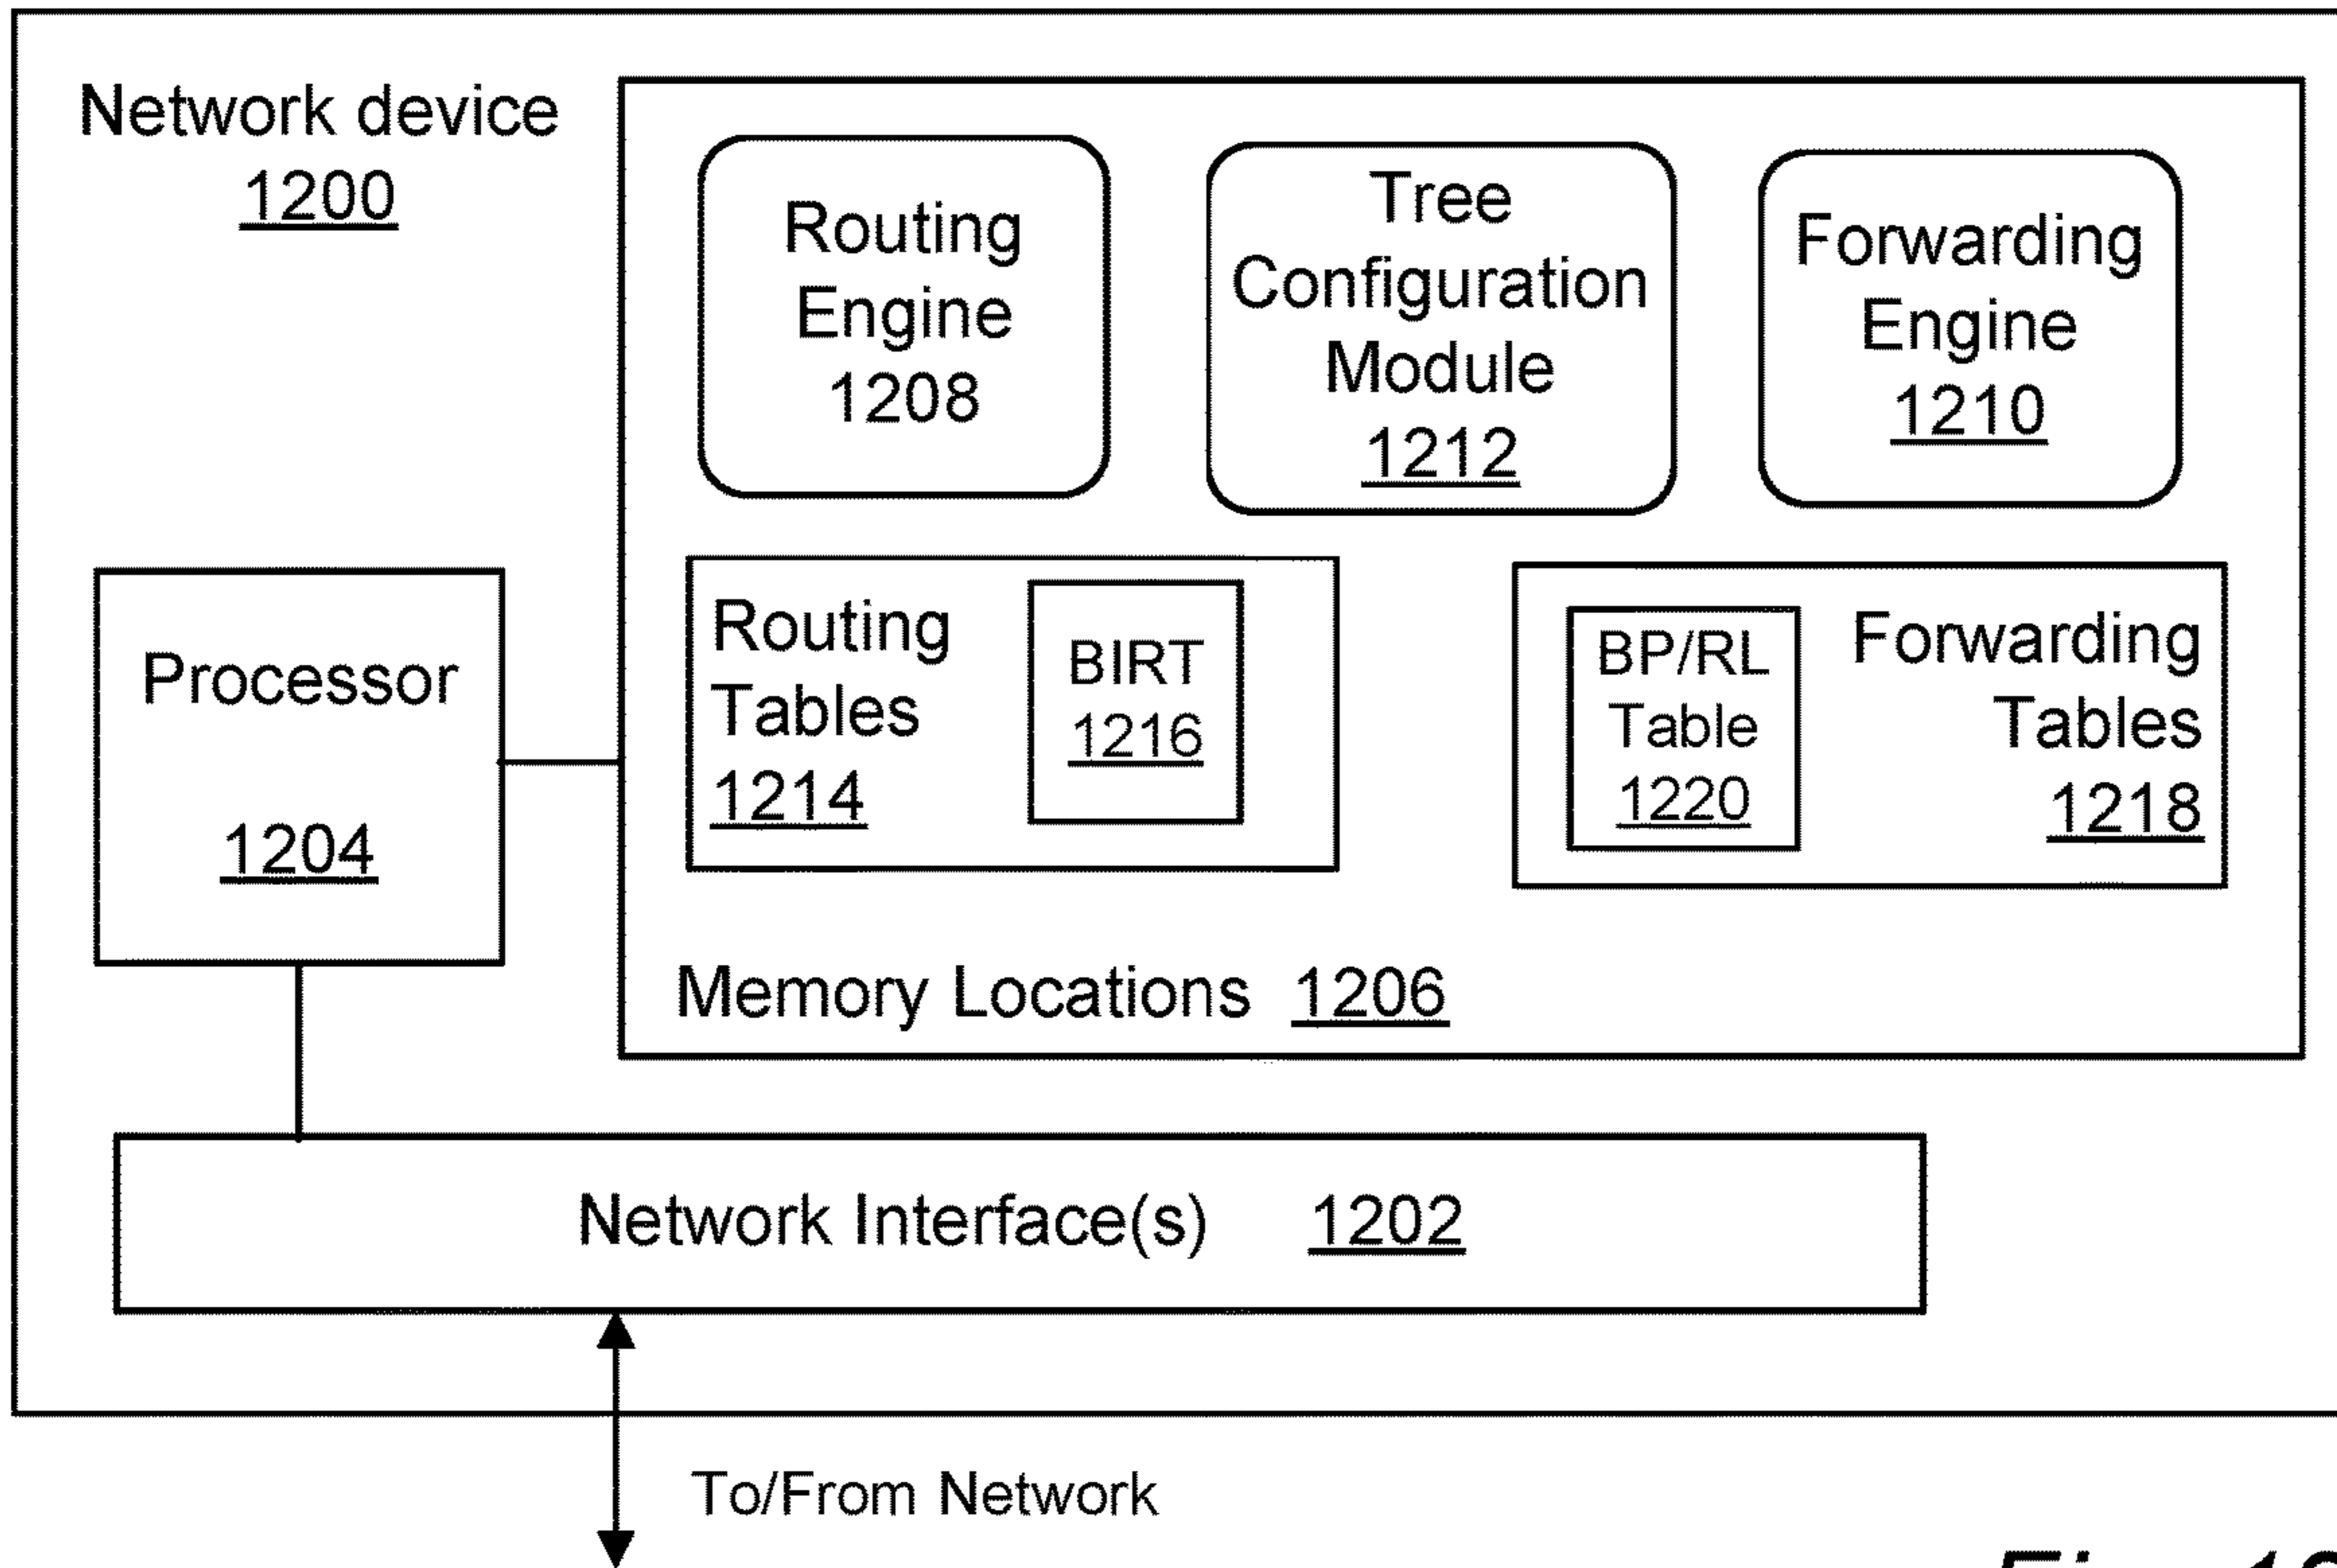 Network device
1200
Routing
Engine
1208
Tree
Configuration
Module
1212
Forwarding
Engine
1210
Processor
1204
Routing
Tables
1214
BIRT
1216
BP/RL
Table
1220
Forwarding
Tables
1218
Memory Locations 1206
Network Interface(s) 1202
To/From Network